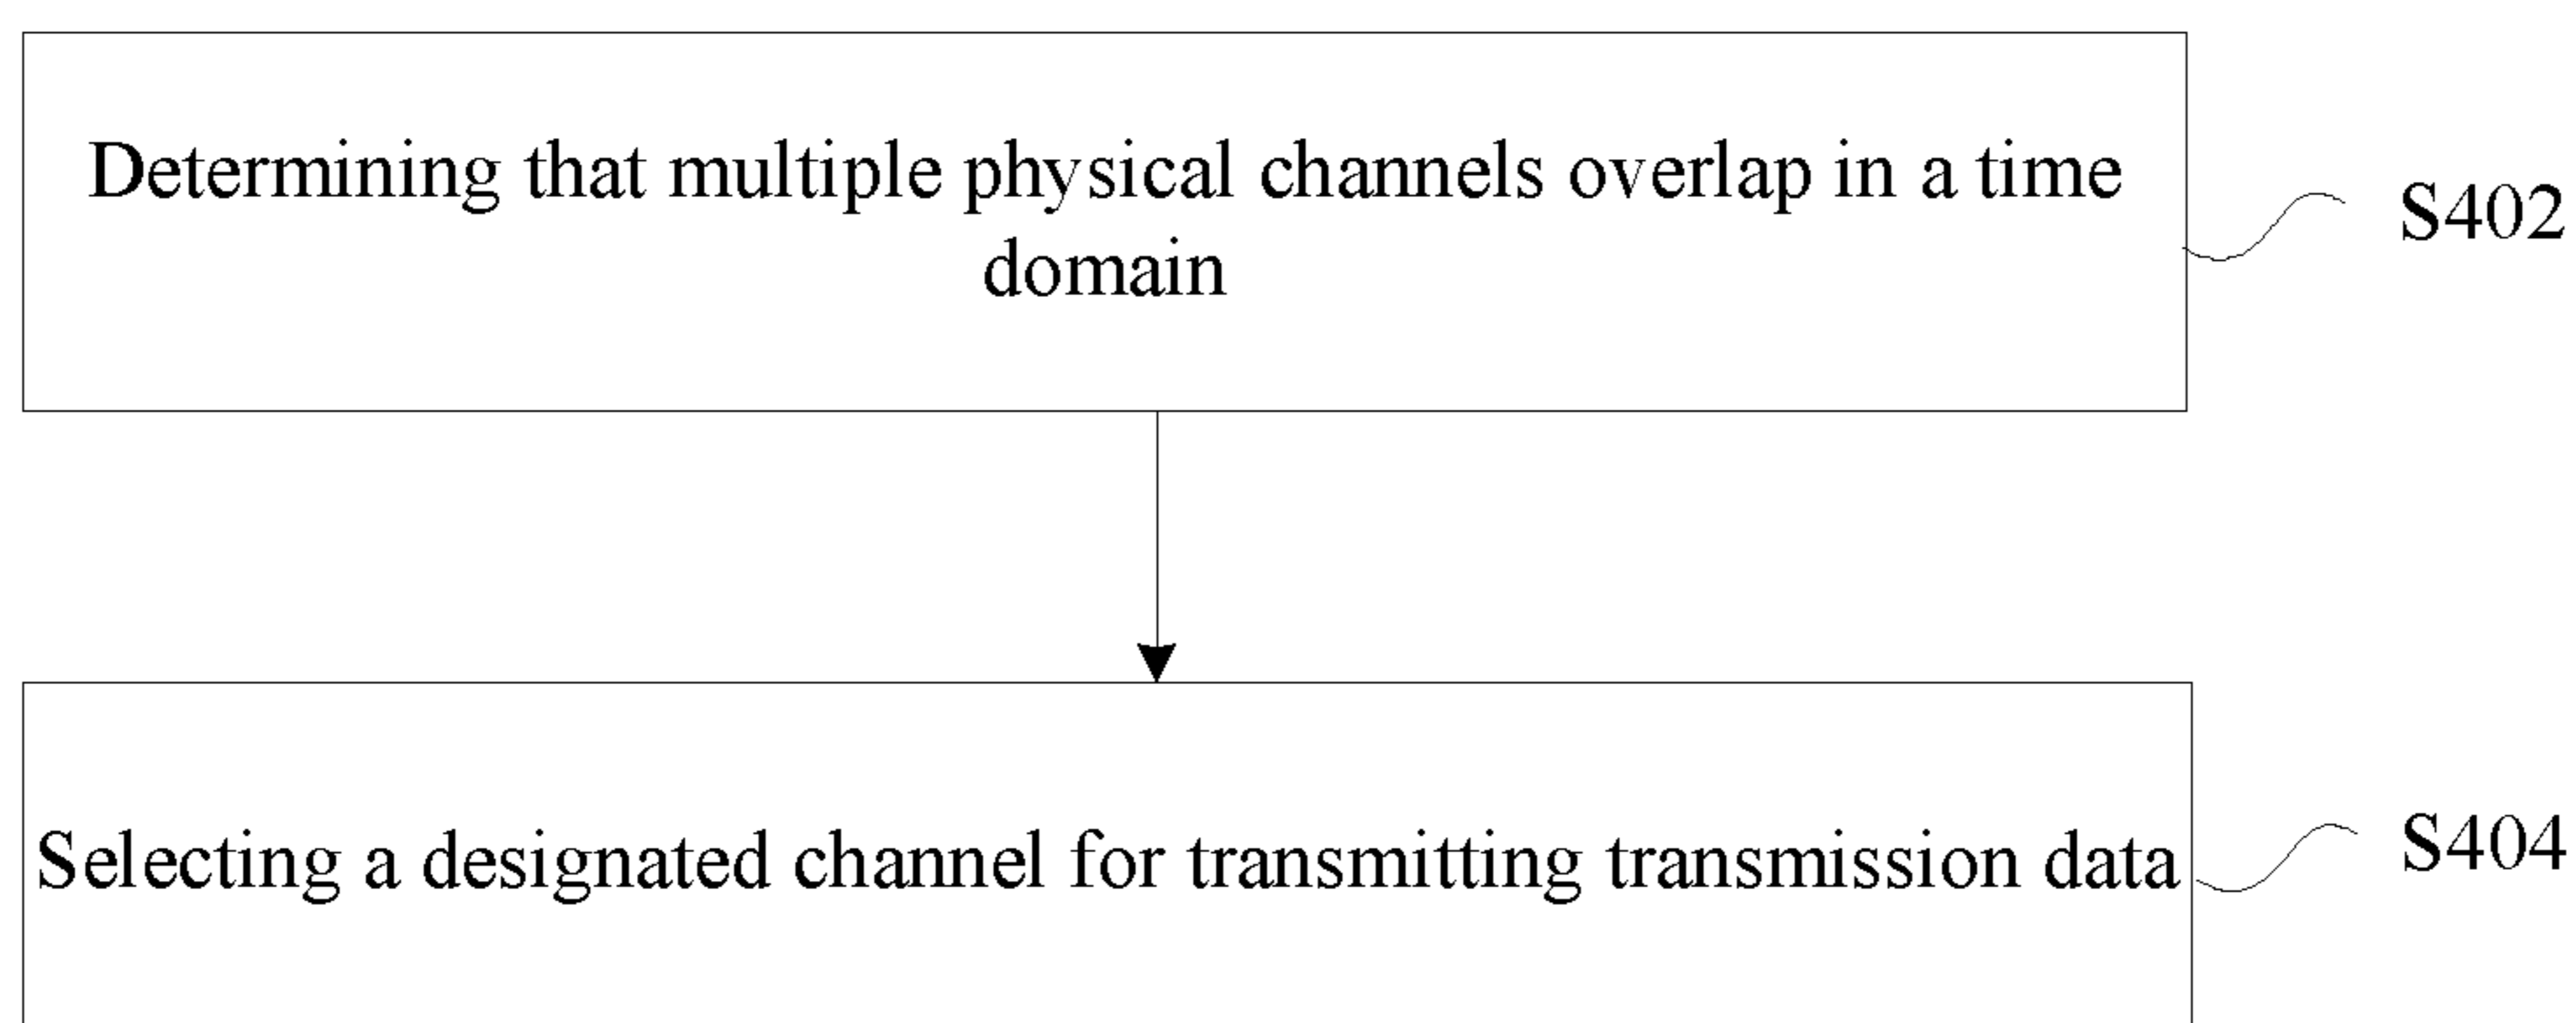 Determining that multiple physical channels overlap in a time
domain
S402
Selecting a designated channel for transmitting transmission data
S404